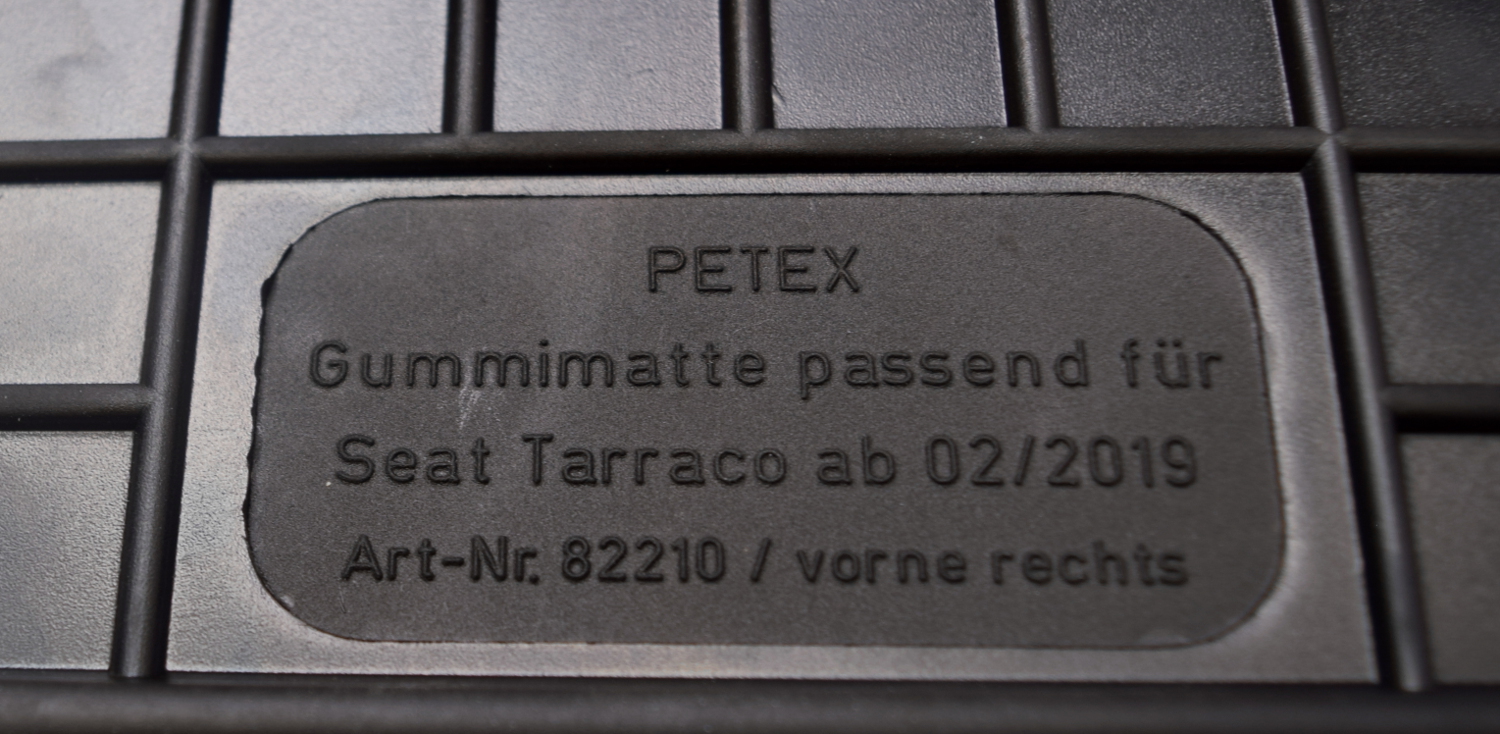 PETEX
Gummimatte passend für
Seat Tarraco ab 02/2019
Art-Nr. 82210 / vorne rechts